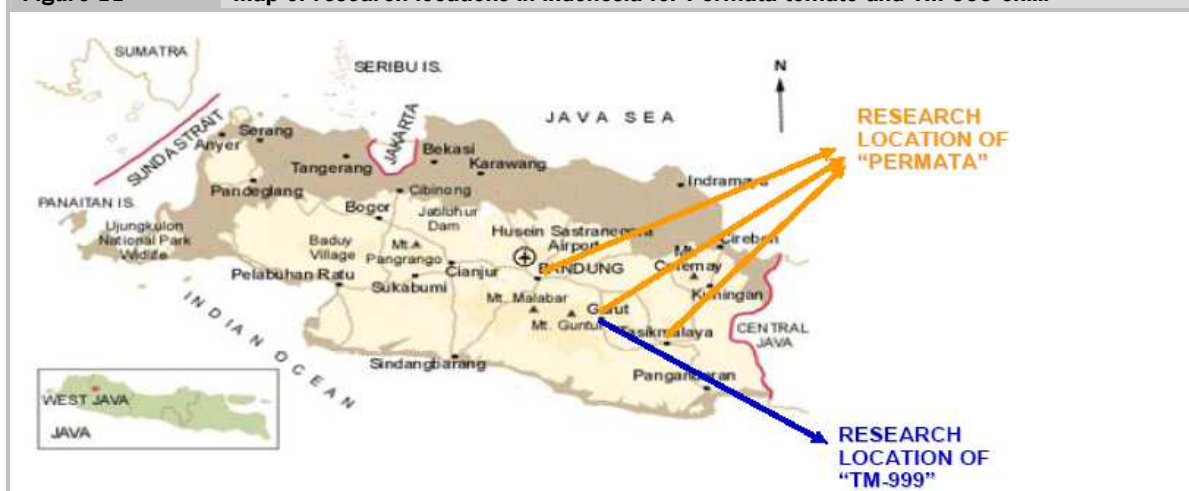 SUMATRA
SERIBU IS.
N
JAVA SEA
SUNDA STRAIT
JAKARTA
Anyer
Serang
Tangerang
Bekasi
Karawang
Pandeglang
Cibinong
Indramayu
RESEARCH
LOCATION OF
“PERMATA”
PANAITAN IS.
Ujungkulon
National Park
Wildife
Bogor
Jatiluhur
Dam
Baduy
Village
Mt.
Pangrango
Husein Sastranegara
Airport
Cirebon
Mt.
Ceremay
Pelabuhan Ratu
Cianjur
BANDUNG
Sukabumi
Kuningan
Mt. Malabar
Garut
Mt. Guntur
Tasikmalaya
CENTRAL
JAVA
INDIAN OCEAN
Sindangbarang
Pangandaran
WEST JAVA
JAVA
RESEARCH
LOCATION OF
“TM-999”